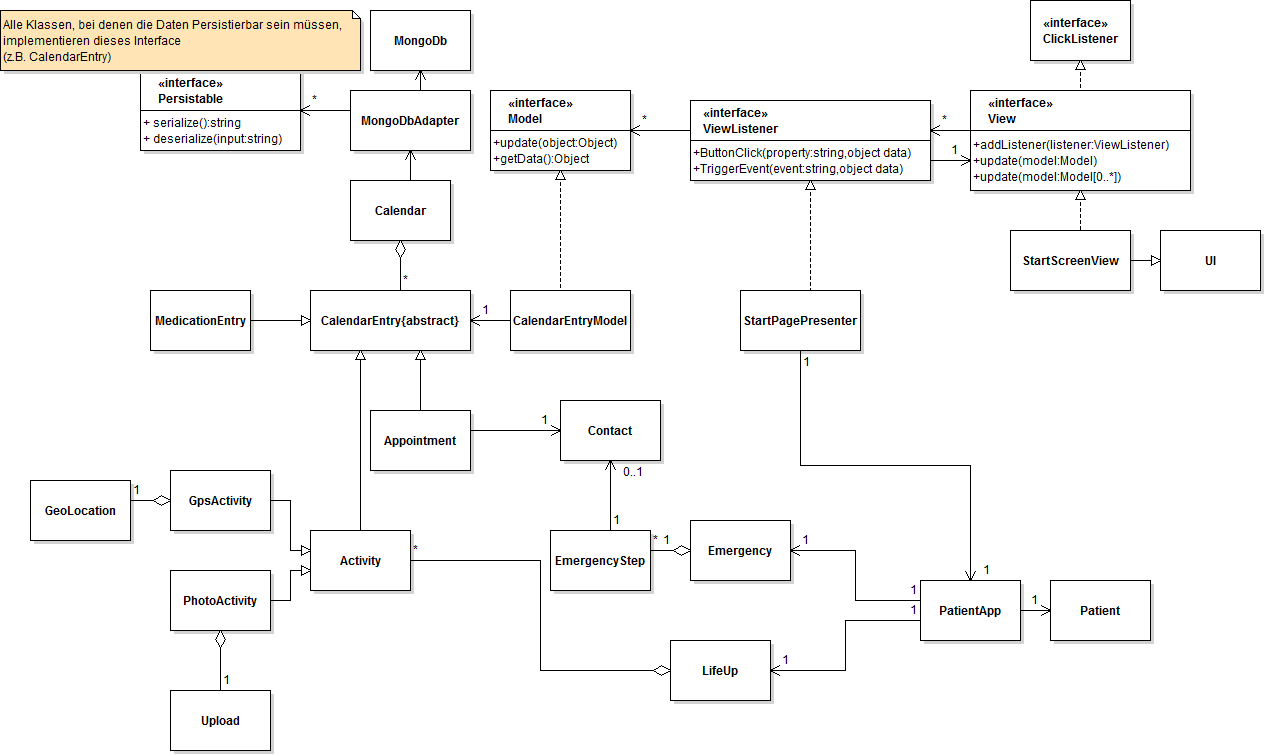 Alle Klassen, bei denen die Daten Persistierbar sein müssen,
implementieren dieses Interface
(z.B. CalendarEntry)
MongoDb
«interface»
ClickListener
«interface»
Persistable
+ serialize():string
+ deserialize(input:string)
*
MongoDbAdapter
«interface»
Model
+update(object:Object)
+getData():Object
*
«interface»
ViewListener
+ButtonClick(property:string,object data)
+TriggerEvent(event:string,object data)
*
1
«interface»
View
+addListener(listener:ViewListener)
+update(model:Model)
+update(model:Model[0..*])
Calendar
*
StartScreenView
UI
MedicationEntry
CalendarEntry{abstract}
1
CalendarEntryModel
StartPagePresenter
1
Appointment
1
Contact
0..1
GeoLocation
1
GpsActivity
Activity
*
1
EmergencyStep
*
1
Emergency
1
PhotoActivity
1
1
1
PatientApp
1
Patient
LifeUp
1
1
Upload